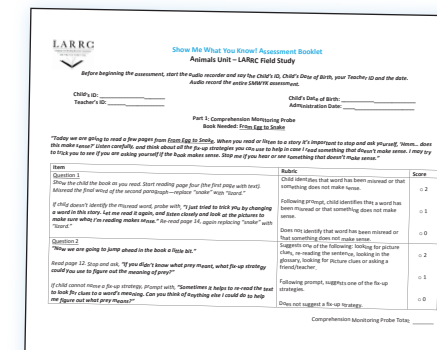 LARRC
Show Me What You Know! Assessment Booklet
Animals Unit – LARRC Field Study
Before beginning the assessment, start the audio recorder and say the Child's ID, Child's Date of Birth, your Teacher ID and the date.
Audio record the entire SMWYK assessment.
Child's ID:
Teacher's ID:
Child's Date of Birth:
Administration Date:
Part 1: Comprehension Monitoring Probe
Book Needed: From Egg to Snake
"Today we are going to read a few pages from From Egg to Snake. When you read or listen to a story it's important to stop and ask yourself, 'Hmm... does
this make sense?' Listen carefully, and think about all the fix-up strategies you can use to help in case I read something that doesn't make sense. I may try
to trick you to see if you are asking yourself if the book makes sense. Stop me if you hear or see something that doesn't make sense."
Item Rubric Score
Question 1
Show the child the book as you read. Start reading page four (the first page with text).
Misread the final word of the second paragraph—replace "snake" with "lizard."
If child doesn't identify the misread word, probe with, "I just tried to trick you by changing
a word in this story. Let me read it again, and listen closely and look at the pictures to
make sure what I'm reading makes sense." Re-read page 14, again replacing "snake" with
"lizard."
Child identifies that a word has been misread or that
something does not make sense.
○ 2
Following prompt, child identifies that a word has
been misread or that something does not make
sense.
○ 1
Does not identify that word has been misread or
that something does not make sense.
○ 0
Question 2
"Now we are going to jump ahead in the book a little bit."
Read page 12. Stop and ask, "If you didn't know what prey meant, what fix-up strategy
could you use to figure out the meaning of prey?"
If child cannot name a fix-up strategy, prompt with, "Sometimes it helps to re-read the text
to look for clues to a word's meaning. Can you think of anything else I could do to help
me figure out what prey means?"
Suggests one of the following: looking for picture
clues, re-reading the sentence, looking in the
glossary, looking for picture clues or asking a
friend/teacher.
○ 2
Following prompt, suggests one of the fix-up
strategies.
○ 1
Does not suggest a fix-up strategy.
○ 0
Comprehension Monitoring Probe Total: